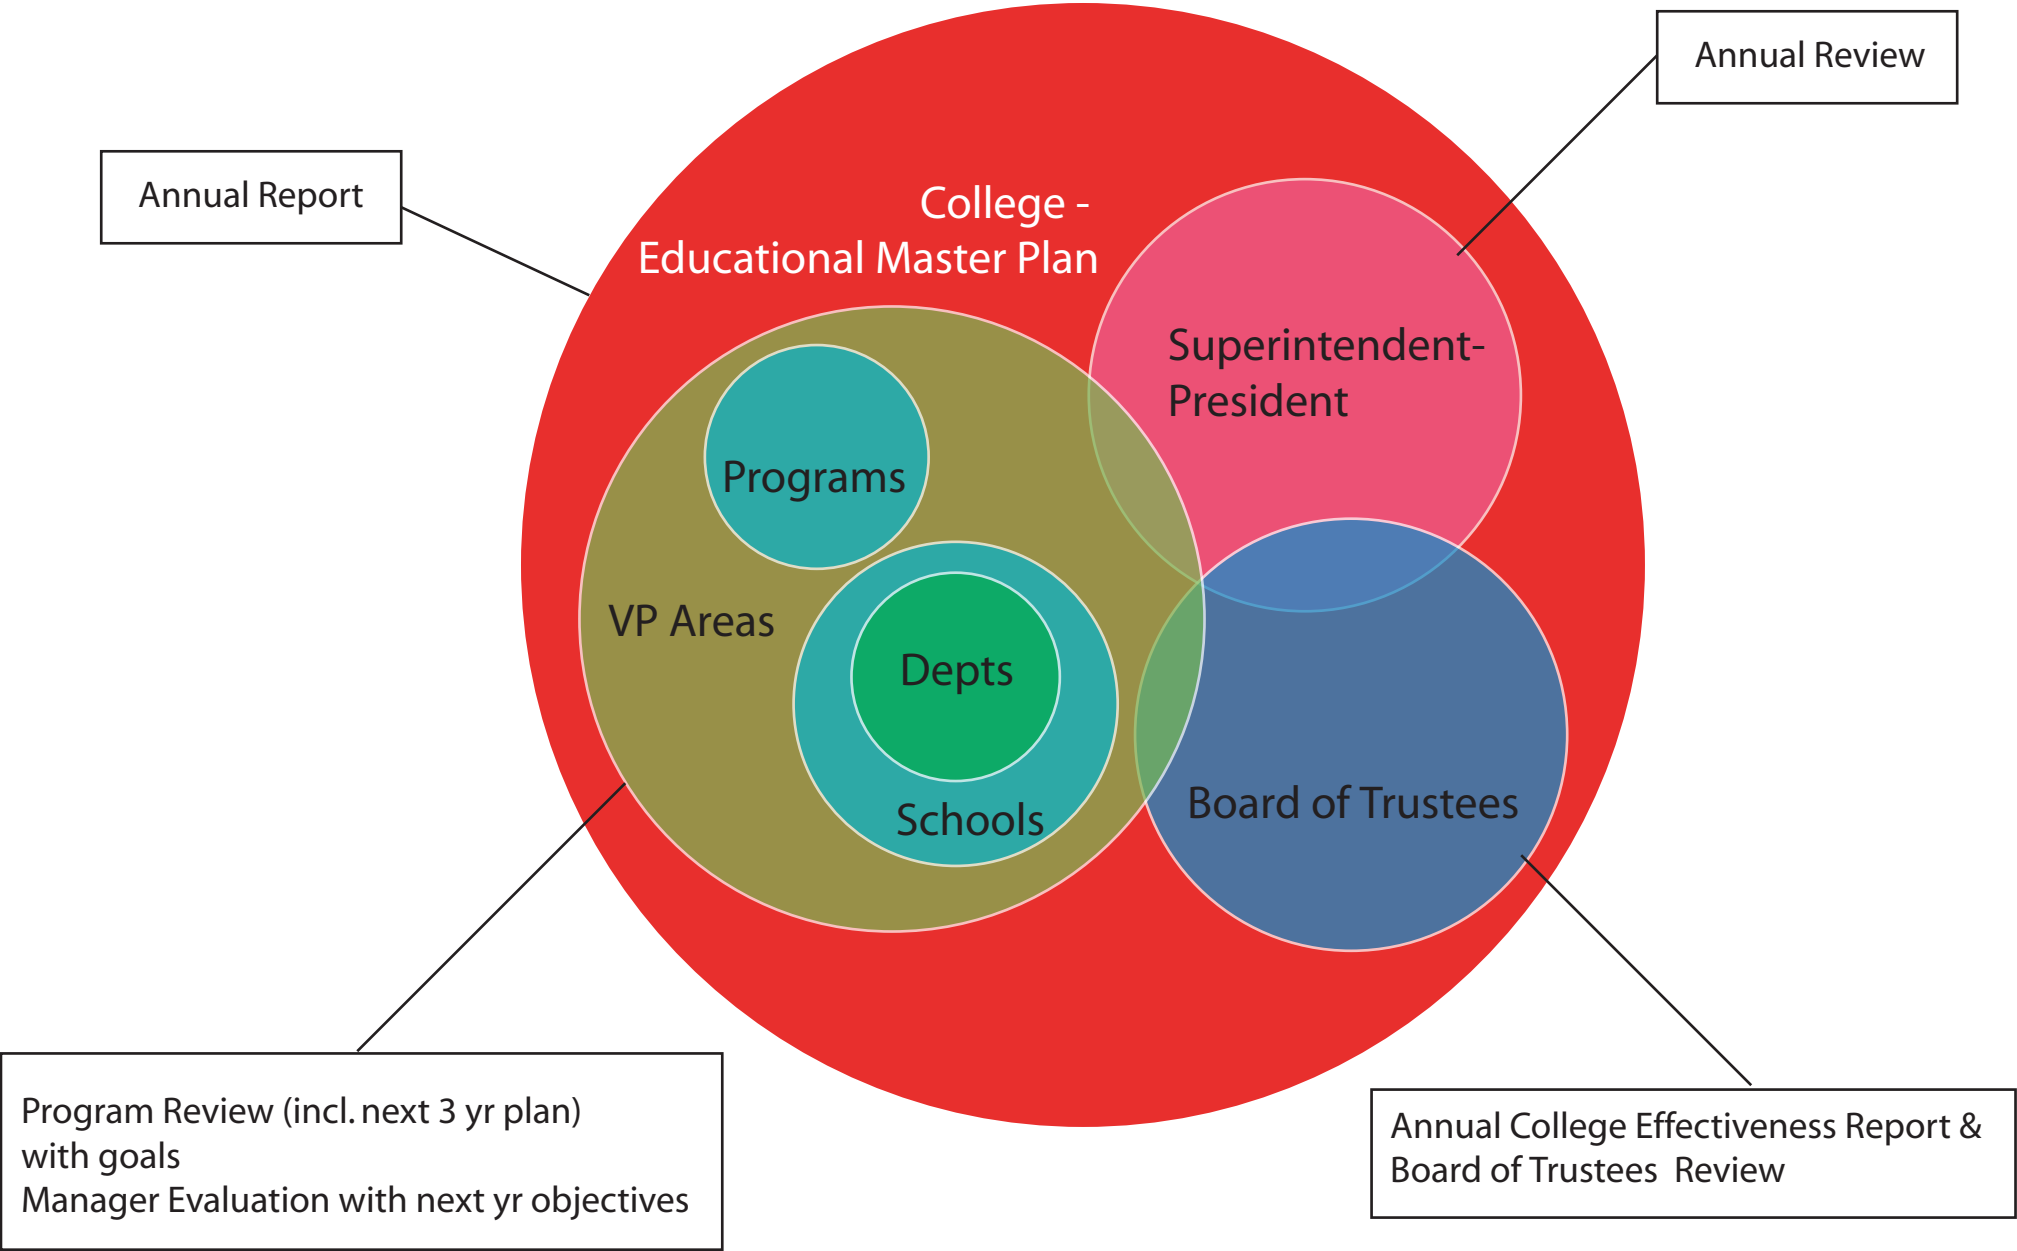 Annual Review
Annual Report
College -
Educational Master Plan
Superintendent-
President
Programs
VP Areas
Depts
Schools
Board of Trustees
Program Review (incl. next 3 yr plan)
with goals
Manager Evaluation with next yr objectives
Annual College Effectiveness Report &
Board of Trustees  Review